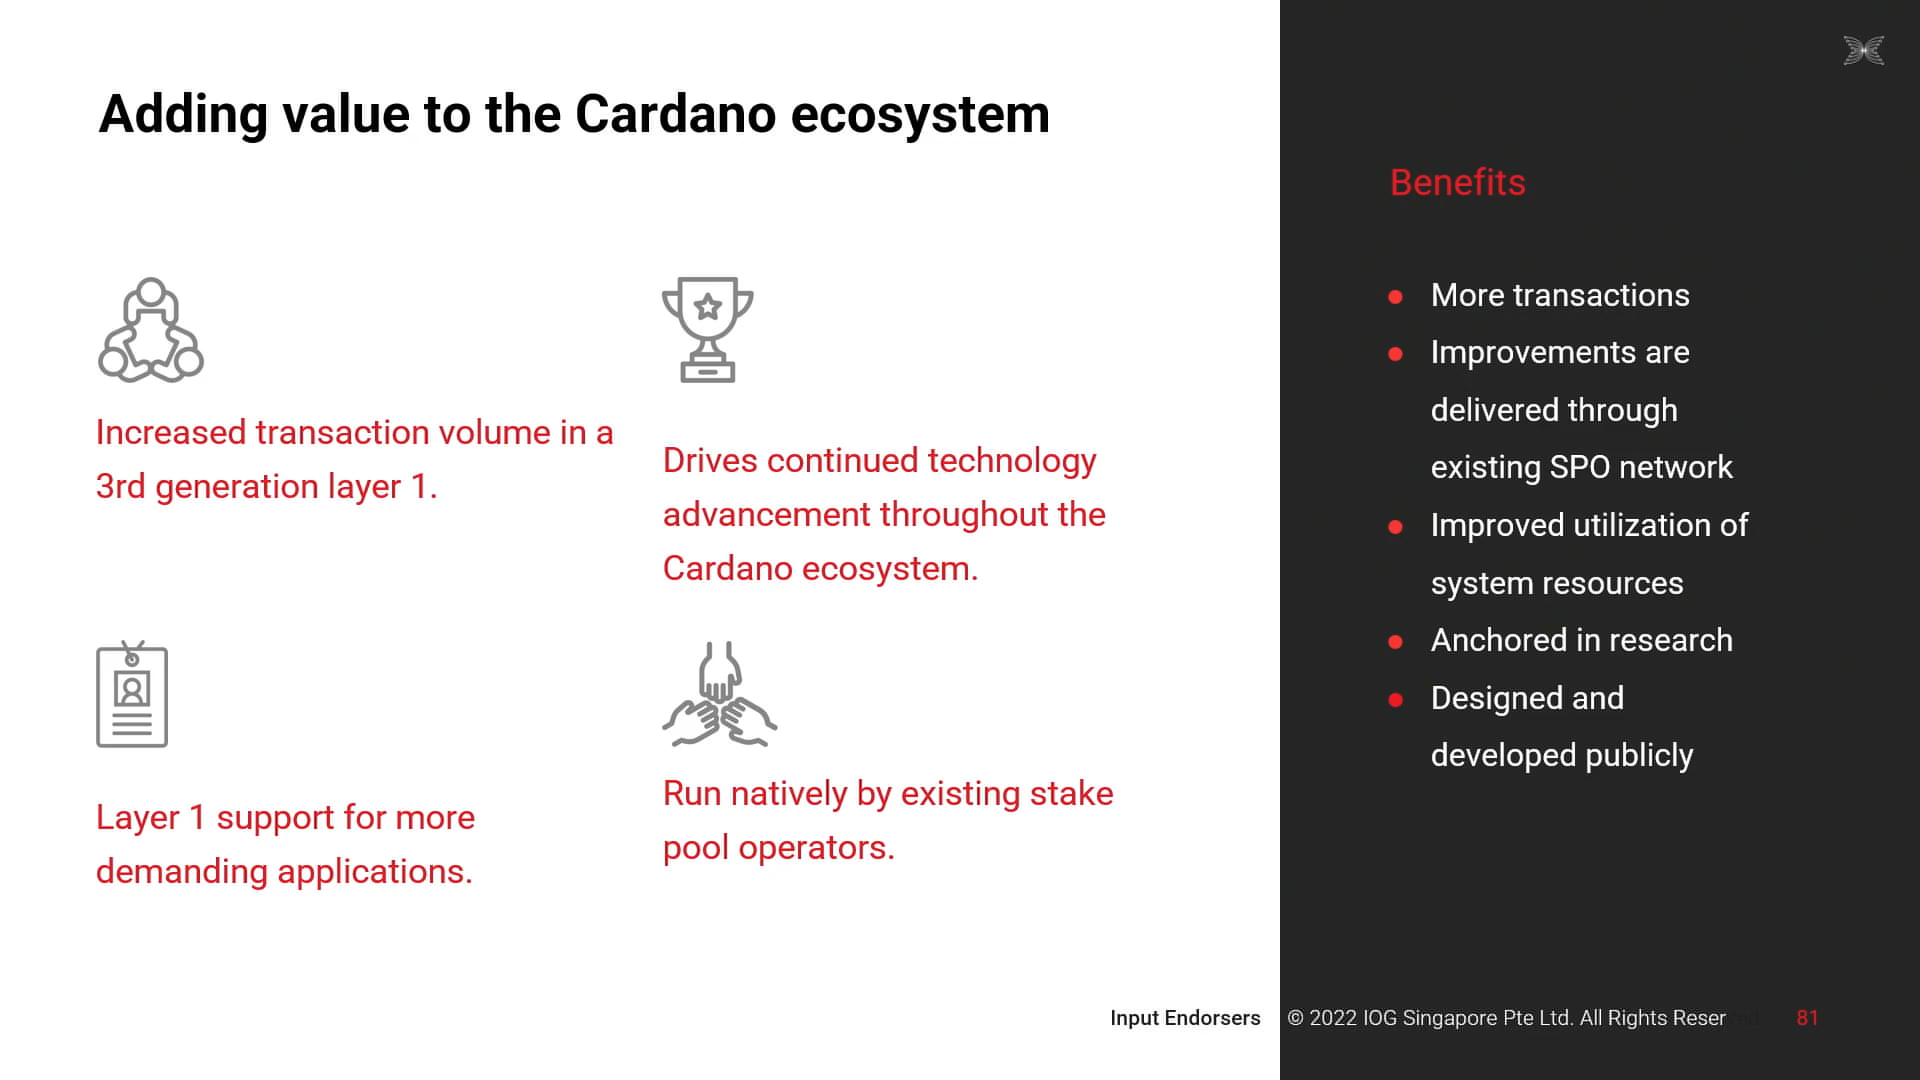 Adding value to the Cardano ecosystem
Increased transaction volume in a
3rd generation layer 1.
Drives continued technology
advancement throughout the
Cardano ecosystem.
Layer 1 support for more
demanding applications.
Run natively by existing stake
pool operators.
Benefits
● More transactions
● Improvements are
delivered through
existing SPO network
● Improved utilization of
system resources
● Anchored in research
● Designed and
developed publicly
Input Endorsers © 2022 IOG Singapore Pte Ltd. All Rights Reser 81